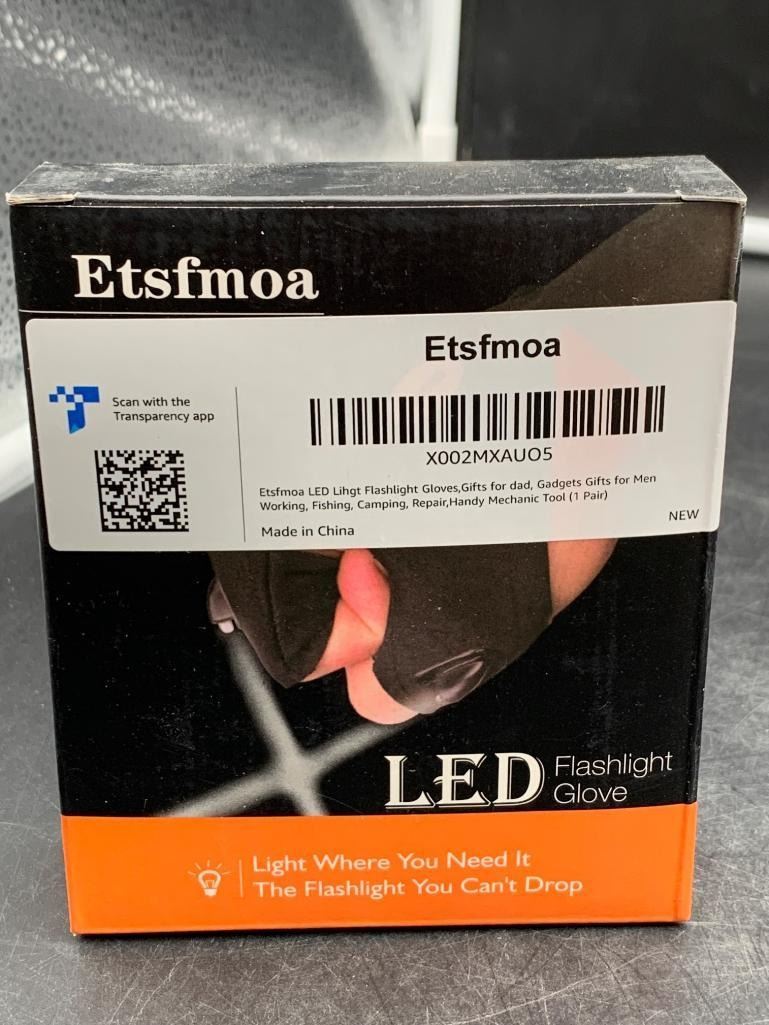 Etsfmoa
Etsfmoa
Scan with the
Transparency app
X002MXAUO5
Etsfmoa LED Lihgt Flashlight Gloves,Gifts for dad, Gadgets Gifts for Men
Working, Fishing, Camping, Repair,Handy Mechanic Tool (1 Pair)
Made in China
NEW
LED Flashlight
Glove
Light Where You Need It
The Flashlight You Can't Drop